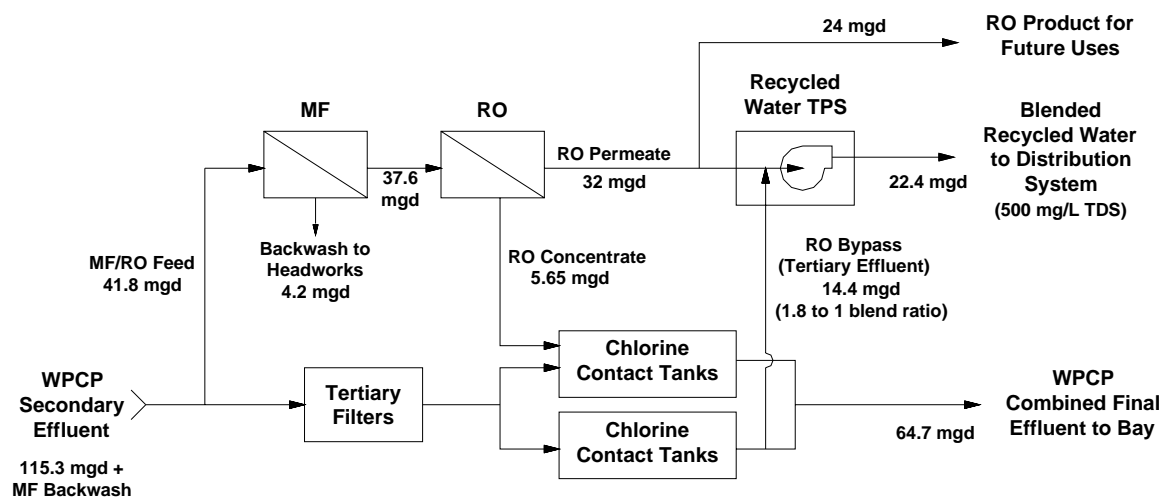 24 mgd
RO Product for
Future Uses
MF
RO
Recycled
Water TPS
Blended
Recycled Water
to Distribution
System
(500 mg/L TDS)
RO Permeate
32 mgd
37.6
mgd
22.4 mgd
MF/RO Feed
41.8 mgd
Backwash to
Headworks
4.2 mgd
RO Concentrate
5.65 mgd
RO Bypass
(Tertiary Effluent)
14.4 mgd
(1.8 to 1 blend ratio)
Chlorine
Contact Tanks
WPCP
Secondary
Effluent
115.3 mgd +
MF Backwash
Tertiary
Filters
Chlorine
Contact Tanks
64.7 mgd
WPCP
Combined Final
Effluent to Bay